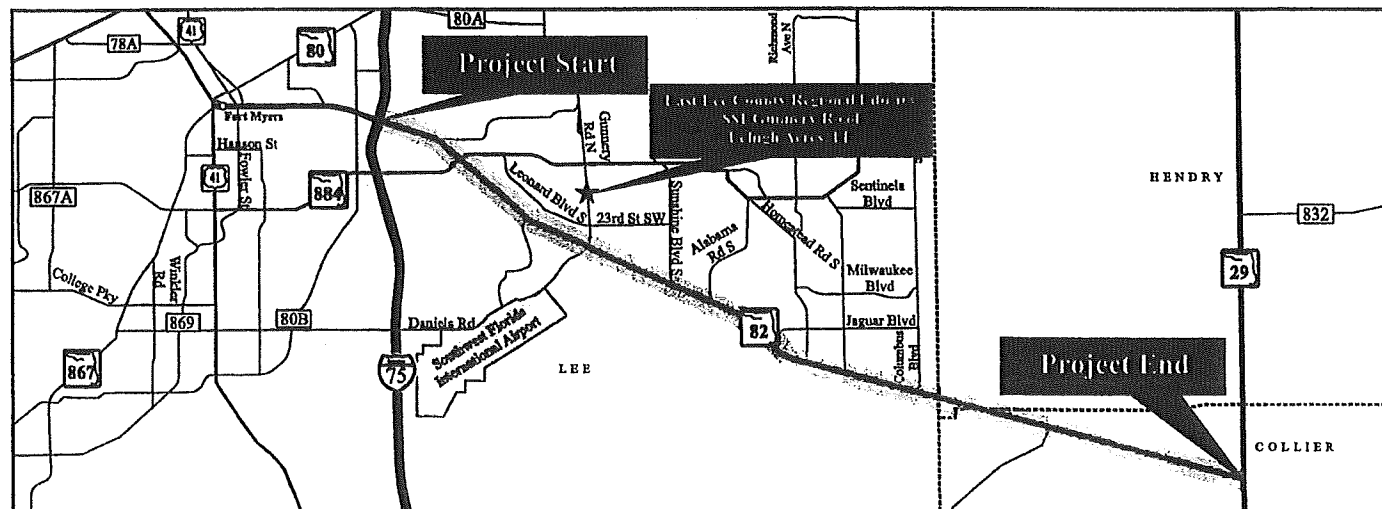 41
78A
80
80A
Project Start
Richmond
Ave N
East Lee County Regional Library
881 Gunnery Road
Lehigh Acres, FL
Fort Myers
Hanson St
Fowler St
41
867A
884
Gunnery
Rd N
Leonard Blvd S
23rd St SW
Sunshine Blvd S
Alabama
Rd S
Homestead Rd S
Sentinela
Blvd
HENDRY
832
29
Milwaukee
Blvd
College Pky
Winkler
Rd
869
80B
Daniels Rd
Southwest Florida
International Airport
82
Jaguar Blvd
Columbus
Blvd
867
75
LEE
Project End
COLLIER